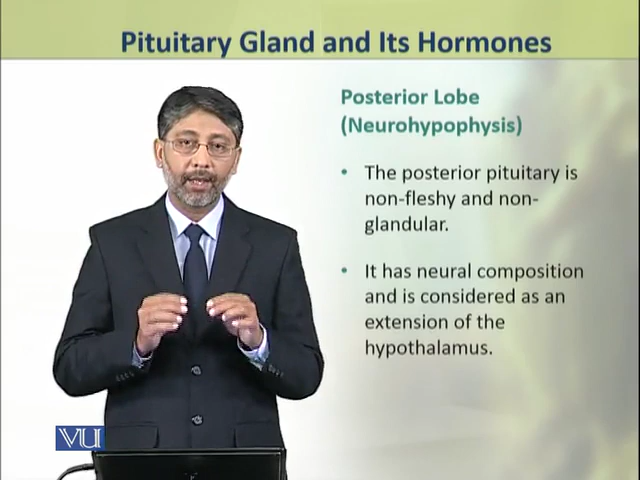 Pituitary Gland and Its Hormones
Posterior Lobe
(Neurohypophysis)
• The posterior pituitary is
non-fleshy and non-
glandular.
• It has neural composition
and is considered as an
extension of the
hypothalamus.
VU